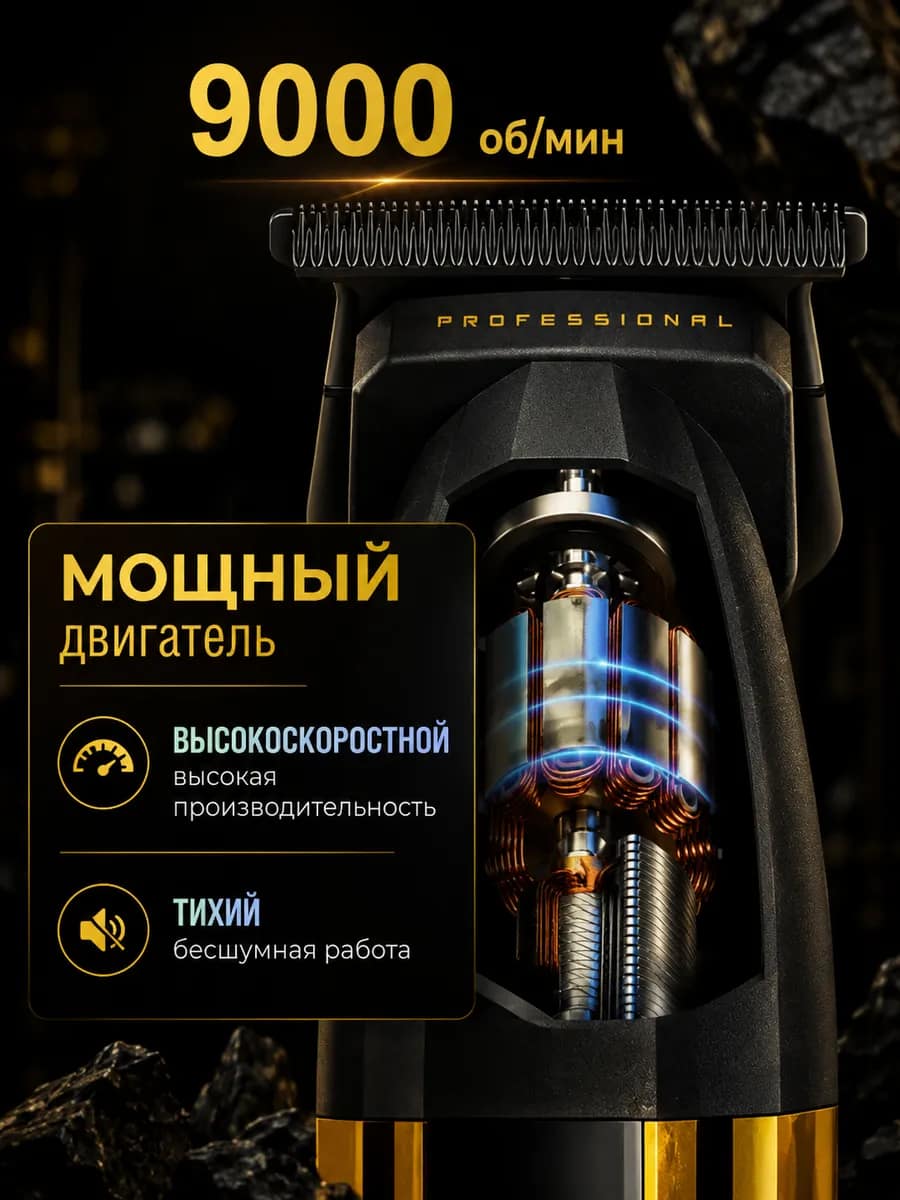 9000 об/мин
PROFESSIONAL
МОЩНЫЙ
двигатель
ВЫСОКОСКОРОСТНОЙ
высокая
производительность
ТИХИЙ
бесшумная работа